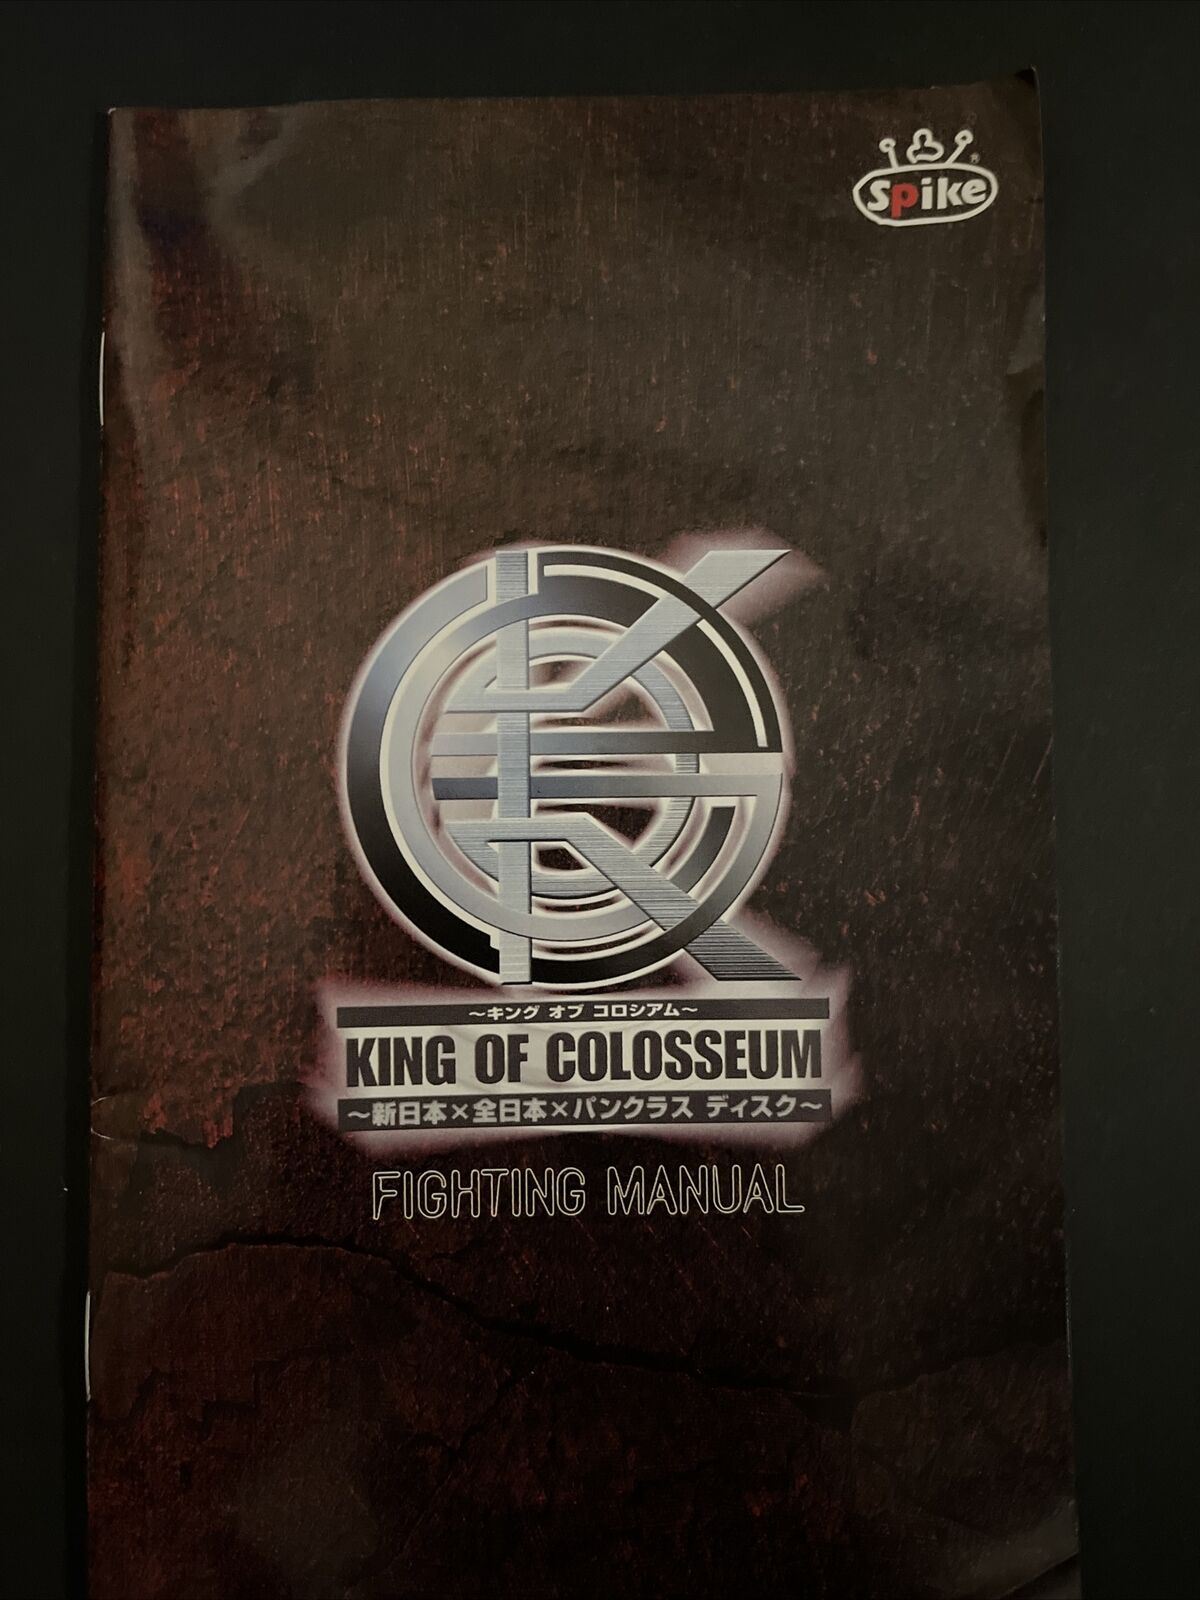 Spike®
～キング オブ コロシアム～
KING OF COLOSSEUM
～新日本×全日本×パンクラス ディスク～
FIGHTING MANUAL